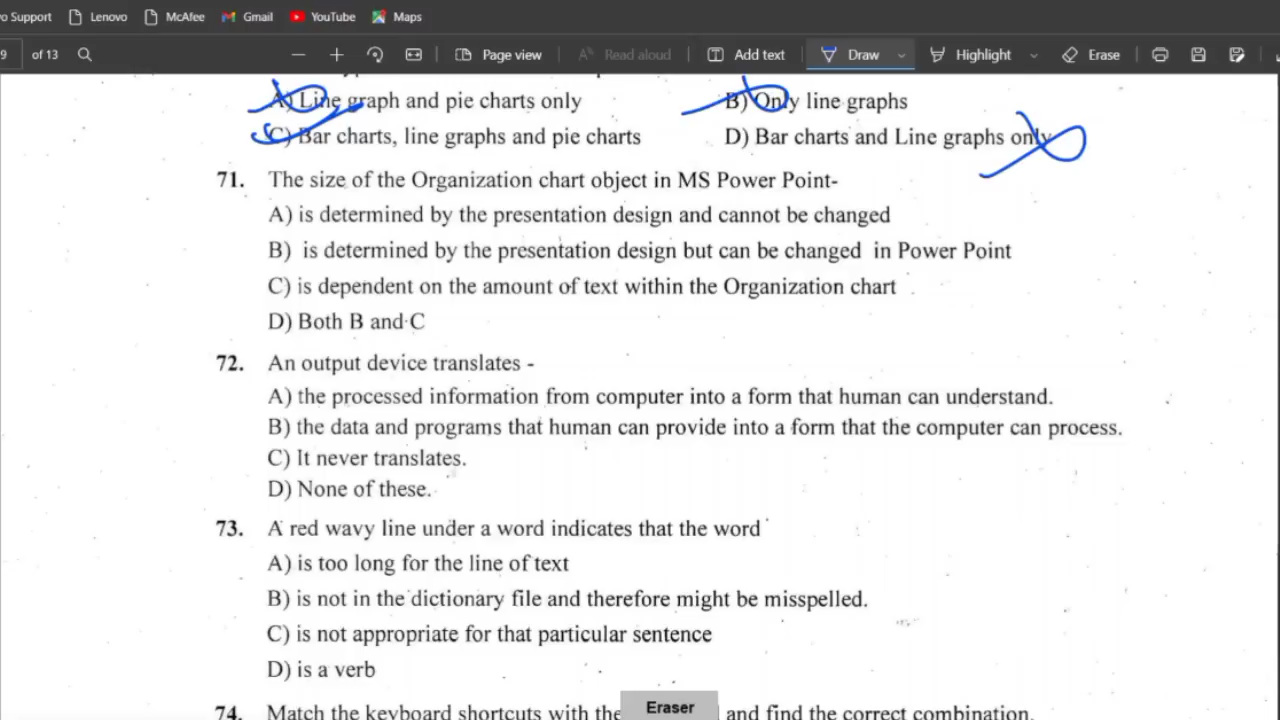 o Support Lenovo McAfee Gmail YouTube Maps
9 of 13 Page view Read aloud Add text Draw Highlight Erase
A) Line graph and pie charts only B) Only line graphs
C) Bar charts, line graphs and pie charts D) Bar charts and Line graphs only
71. The size of the Organization chart object in MS Power Point-
A) is determined by the presentation design and cannot be changed
B) is determined by the presentation design but can be changed in Power Point
C) is dependent on the amount of text within the Organization chart
D) Both B and C
72. An output device translates -
A) the processed information from computer into a form that human can understand.
B) the data and programs that human can provide into a form that the computer can process.
C) It never translates.
D) None of these.
73. A red wavy line under a word indicates that the word
A) is too long for the line of text
B) is not in the dictionary file and therefore might be misspelled.
C) is not appropriate for that particular sentence
D) is a verb
74. Match the keyboard shortcuts with the and find the correct combination.
Eraser